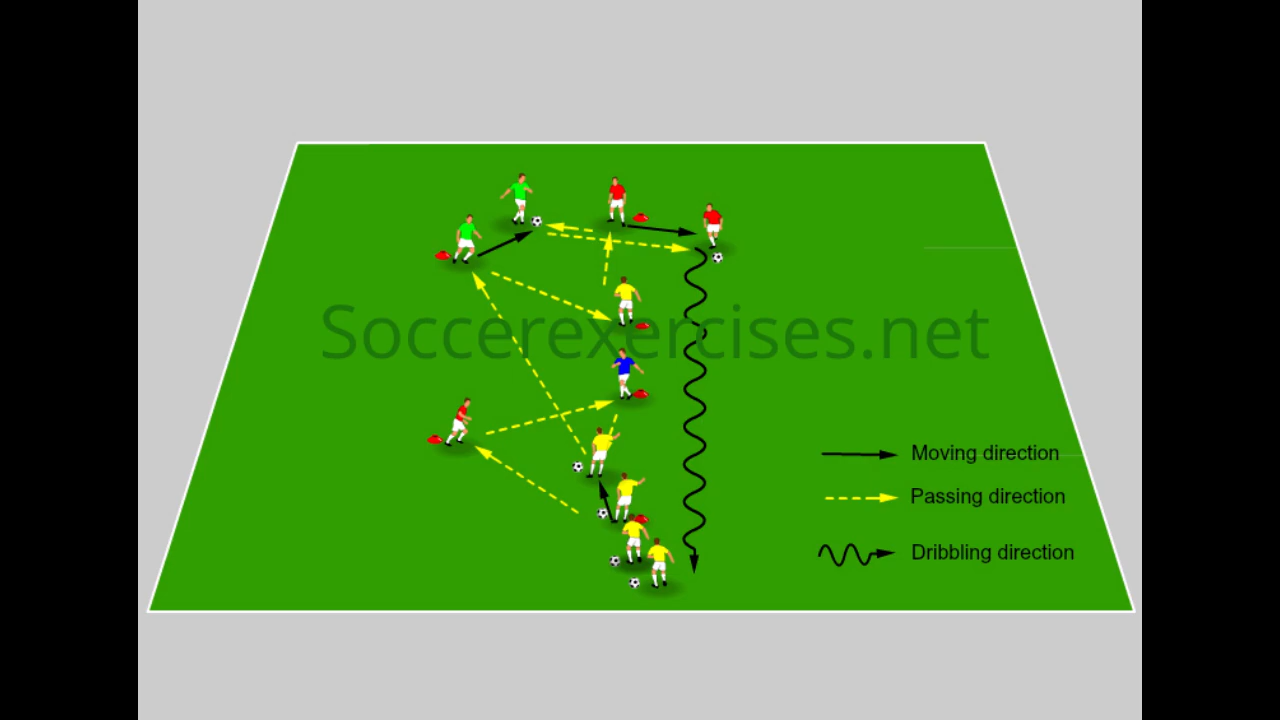 Soccerexercises.net
Moving direction
Passing direction
Dribbling direction